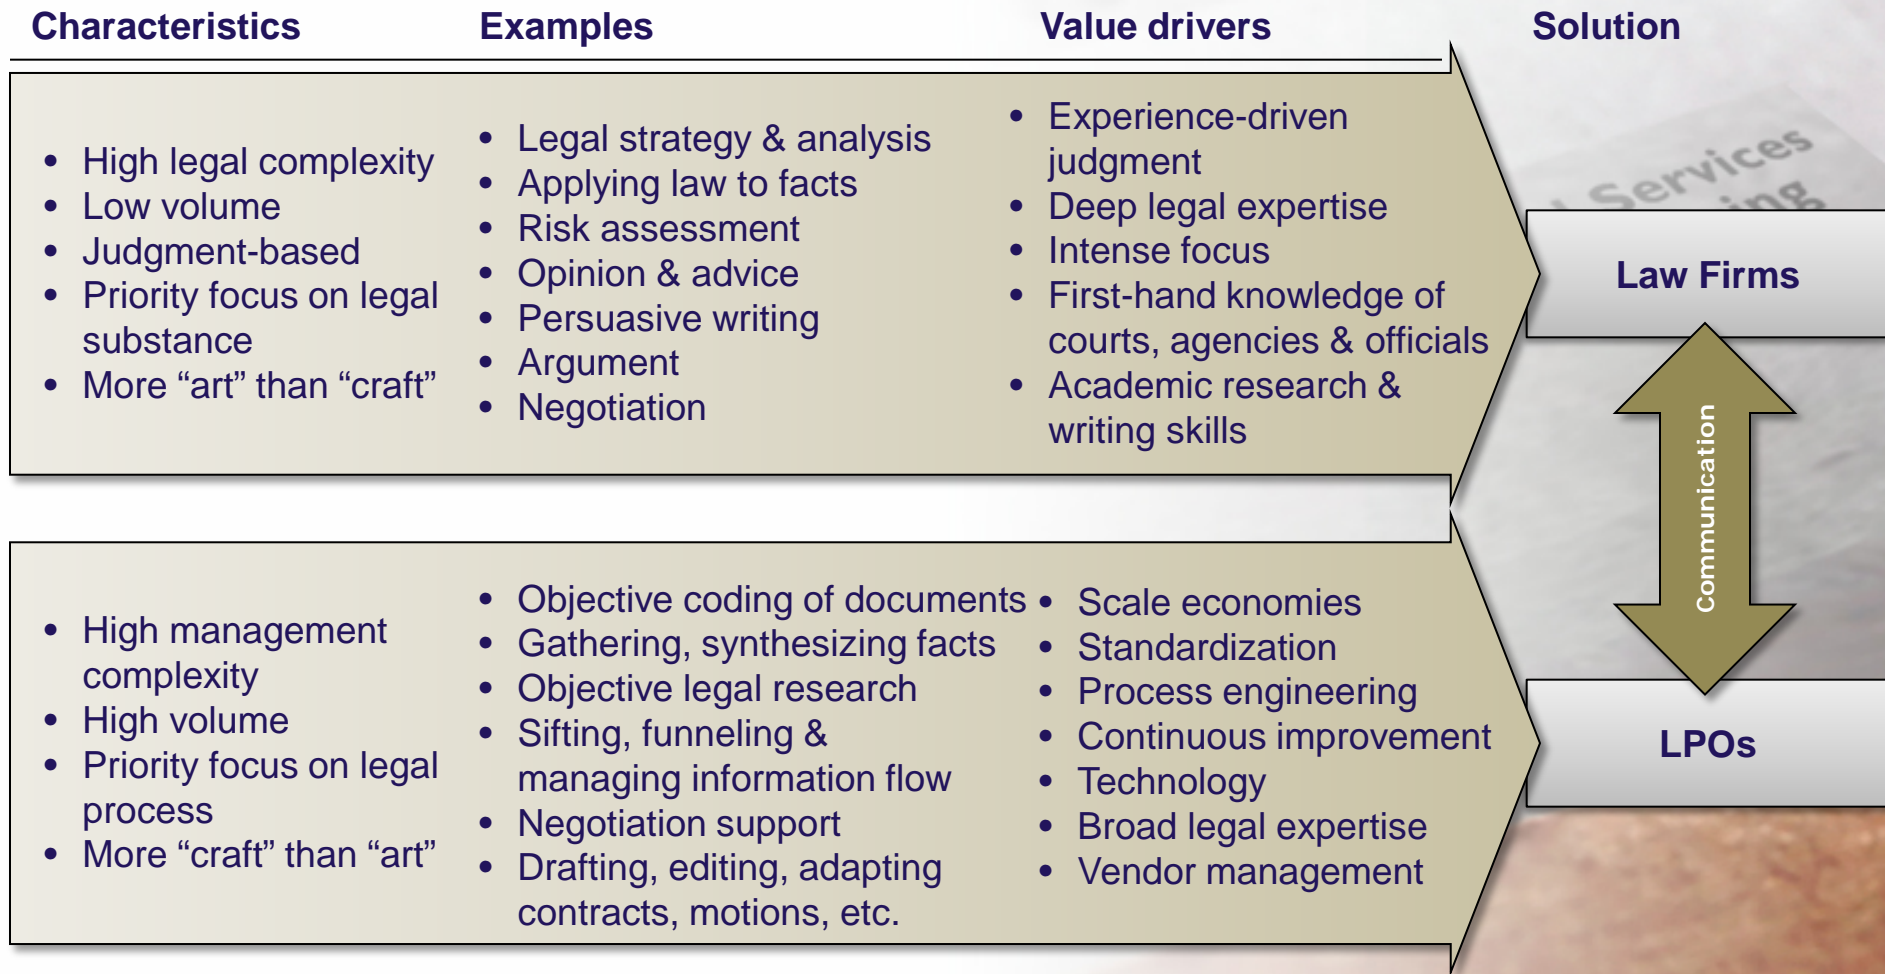 Characteristics
Examples
Value drivers
Solution
• High legal complexity
• Low volume
• Judgment-based
• Priority focus on legal
substance
• More “art” than “craft”
• Legal strategy & analysis
• Applying law to facts
• Risk assessment
• Opinion & advice
• Persuasive writing
• Argument
• Negotiation
• Experience-driven
judgment
• Deep legal expertise
• Intense focus
• First-hand knowledge of
courts, agencies & officials
• Academic research &
writing skills
Services
Law Firms
Communication
• High management
complexity
• High volume
• Priority focus on legal
process
• More “craft” than “art”
• Objective coding of documents
• Gathering, synthesizing facts
• Objective legal research
• Sifting, funneling &
managing information flow
• Negotiation support
• Drafting, editing, adapting
contracts, motions, etc.
• Scale economies
• Standardization
• Process engineering
• Continuous improvement
• Technology
• Broad legal expertise
• Vendor management
LPOs